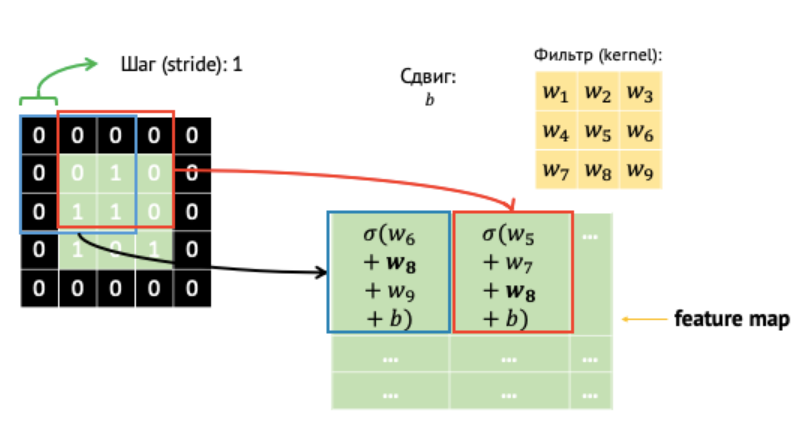 Шаг (stride): 1
Сдвиг:
b
Фильтр (kernel):
w₁ w₂ w₃
w₄ w₅ w₆
w₇ w₈ w₉
0 0 0 0 0
0 0 1 0 0
0 1 1 0 0
0 1 0 1 0
0 0 0 0 0
σ(w₆
+ w₈
+ w₉
+ b)
σ(w₅
+ w₇
+ w₈
+ b)
...
... ... ...
... ... ...
feature map